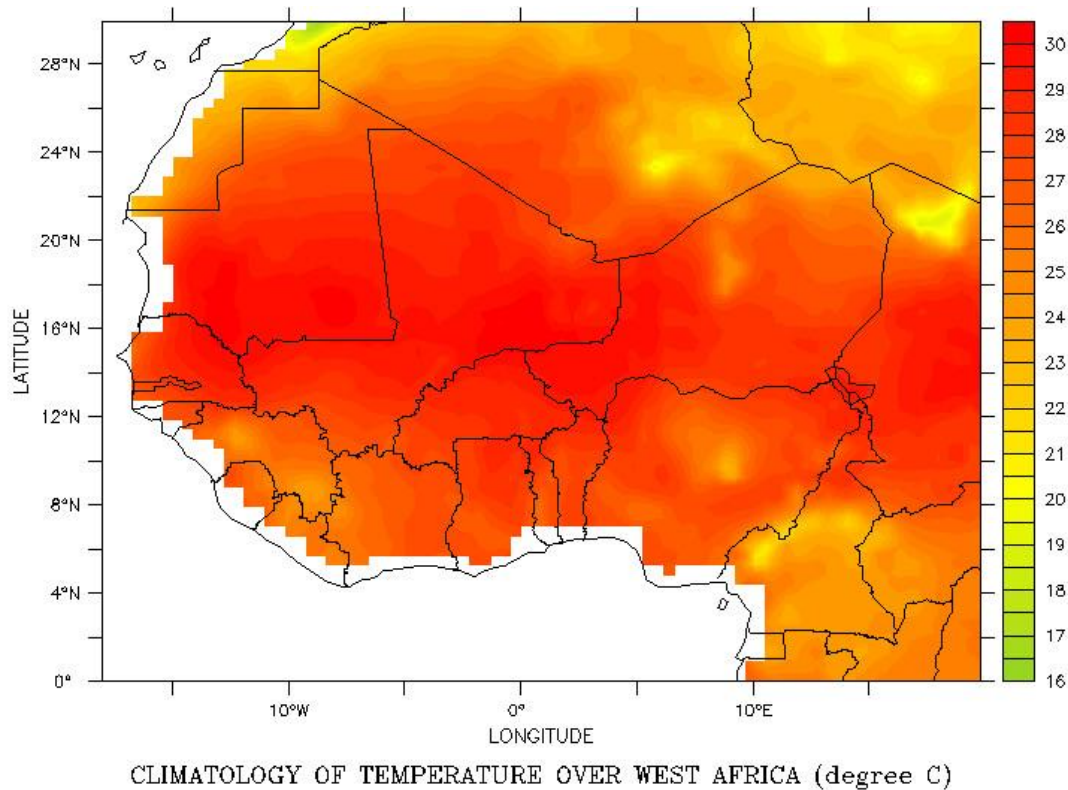 28°N
24°N
20°N
16°N
12°N
8°N
4°N
0°
LATITUDE
10°W
0°
10°E
LONGITUDE
30
29
28
27
26
25
24
23
22
21
20
19
18
17
16
CLIMATOLOGY OF TEMPERATURE OVER WEST AFRICA (degree C)